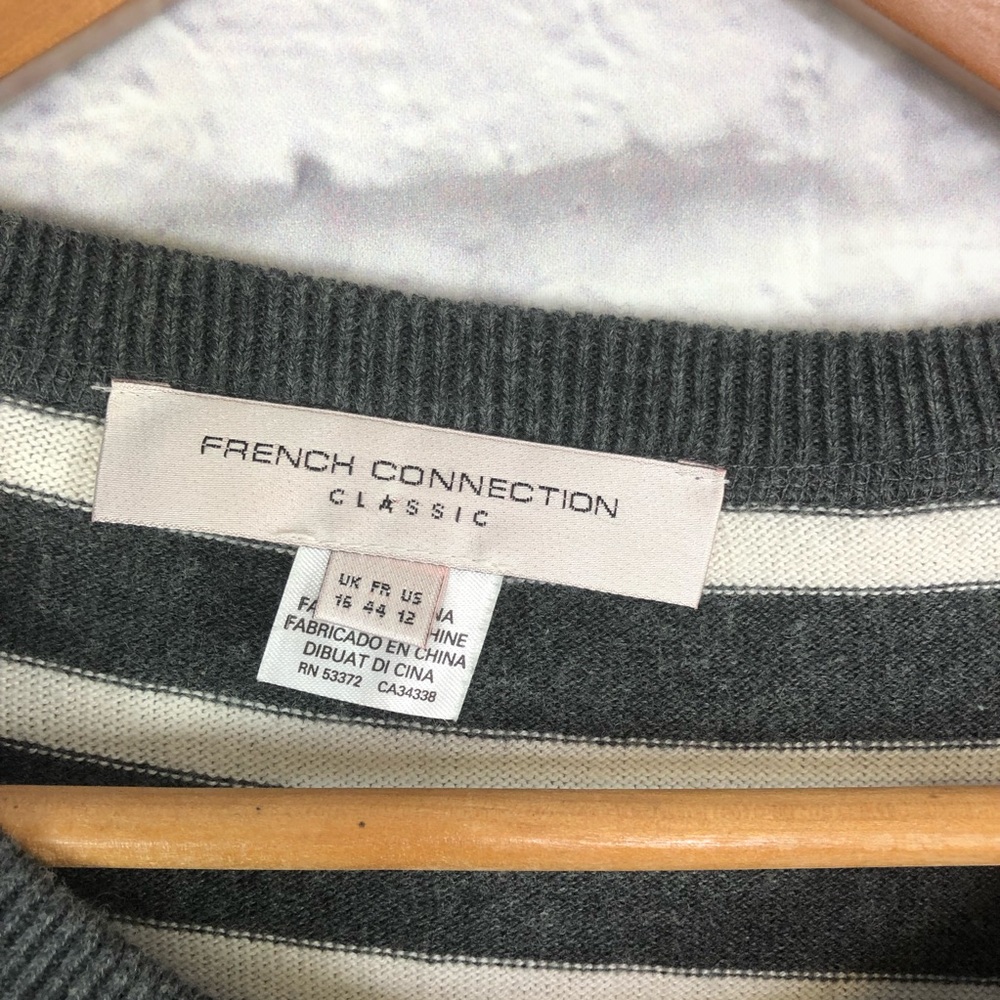 FRENCH CONNECTION
CLASSIC
UK FR US
16 44 12
FABRICADO EN CHINA
DIBUAT DI CINA
RN 53372 CA34338